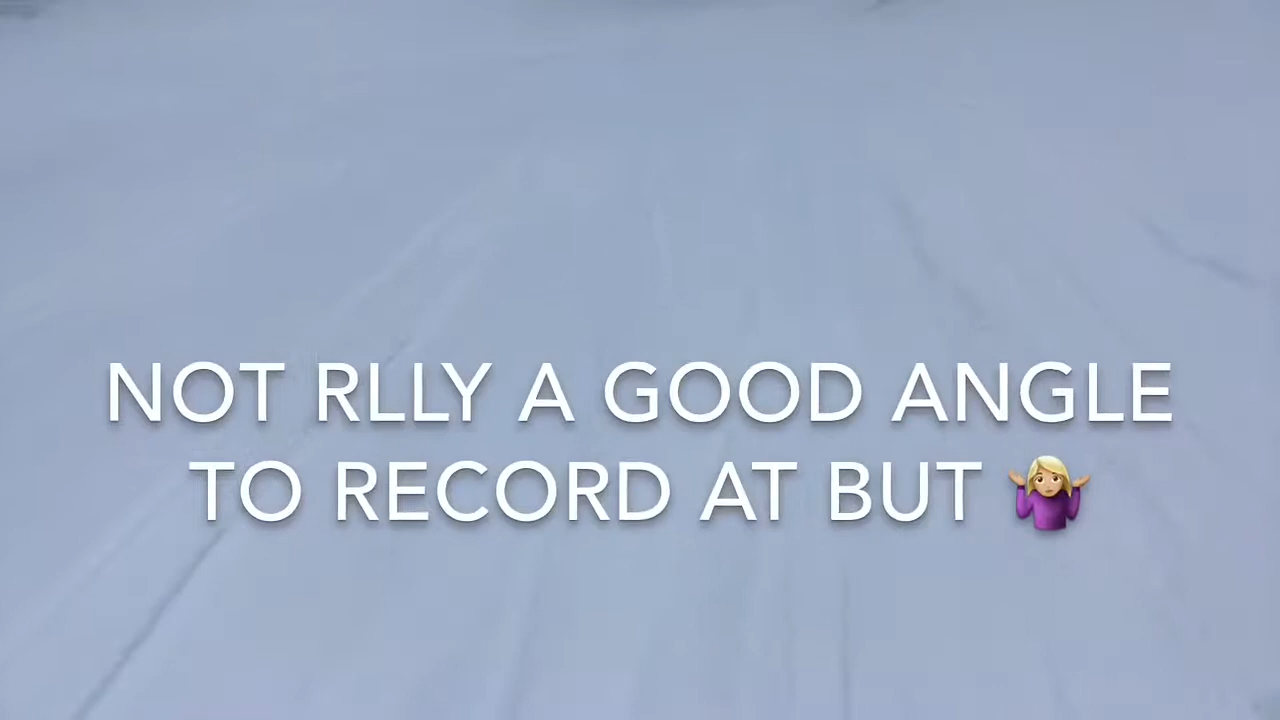 NOT RLLY A GOOD ANGLE
TO RECORD AT BUT 🤷🏼‍♀️